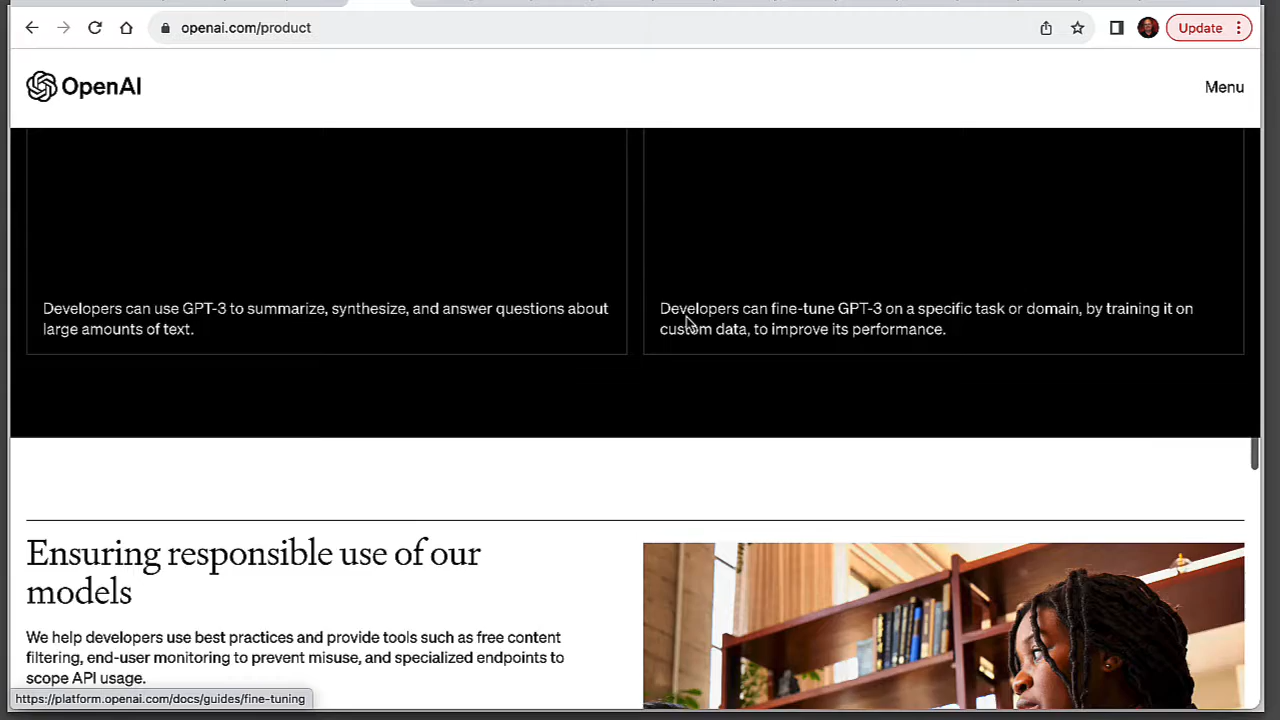 openai.com/product
Update
OpenAI
Menu
Developers can use GPT-3 to summarize, synthesize, and answer questions about
large amounts of text.
Developers can fine-tune GPT-3 on a specific task or domain, by training it on
custom data, to improve its performance.
Ensuring responsible use of our
models
We help developers use best practices and provide tools such as free content
filtering, end-user monitoring to prevent misuse, and specialized endpoints to
scope API usage.
https://platform.openai.com/docs/guides/fine-tuning